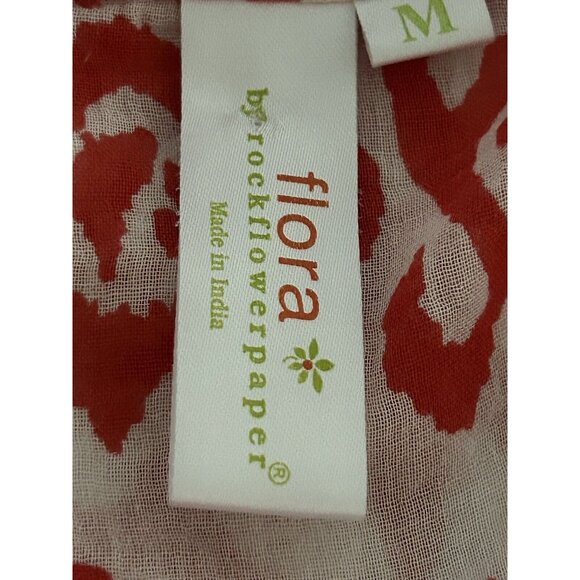 M
flora
by rockflowerpaper®
Made in India